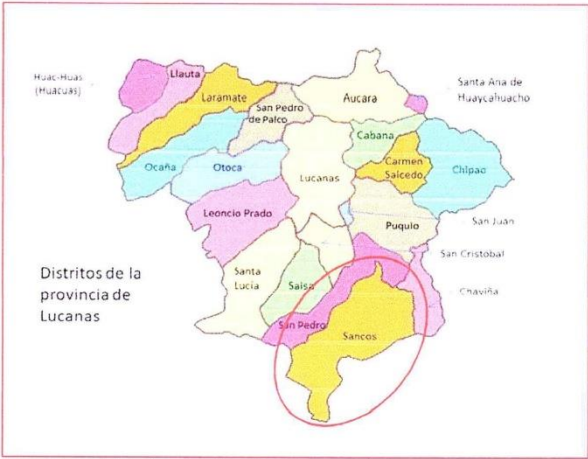 Huac-Huas
(Huacuas)
Llauta
Laramate
San Pedro
de Palco
Aucara
Santa Ana de
Huaycahuacho
Cabana
Carmen
Salcedo
Chipao
Ocaña
Otoca
Lucanas
Leoncio Prado
Puquio
San Juan
San Cristobal
Chaviña
Santa
Lucía
Saisa
San Pedro
Sancos
Distritos de la
provincia de
Lucanas